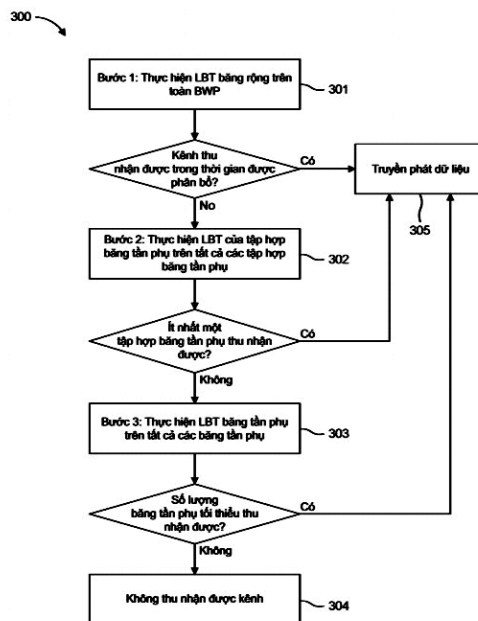 300
Bước 1: Thực hiện LBT băng rộng trên
toàn BWP
301
Kênh thu
nhận được trong thời gian được
phân bổ?
Có
Truyền phát dữ liệu
305
No
Bước 2: Thực hiện LBT của tập hợp
băng tần phụ trên tất cả các tập hợp
băng tần phụ
302
Ít nhất một
tập hợp băng tần phụ thu nhận
được?
Có
Không
Bước 3: Thực hiện LBT băng tần phụ
trên tất cả các băng tần phụ
303
Số lượng
băng tần phụ tối thiểu thu
nhận được?
Có
Không
Không thu nhận được kênh
304